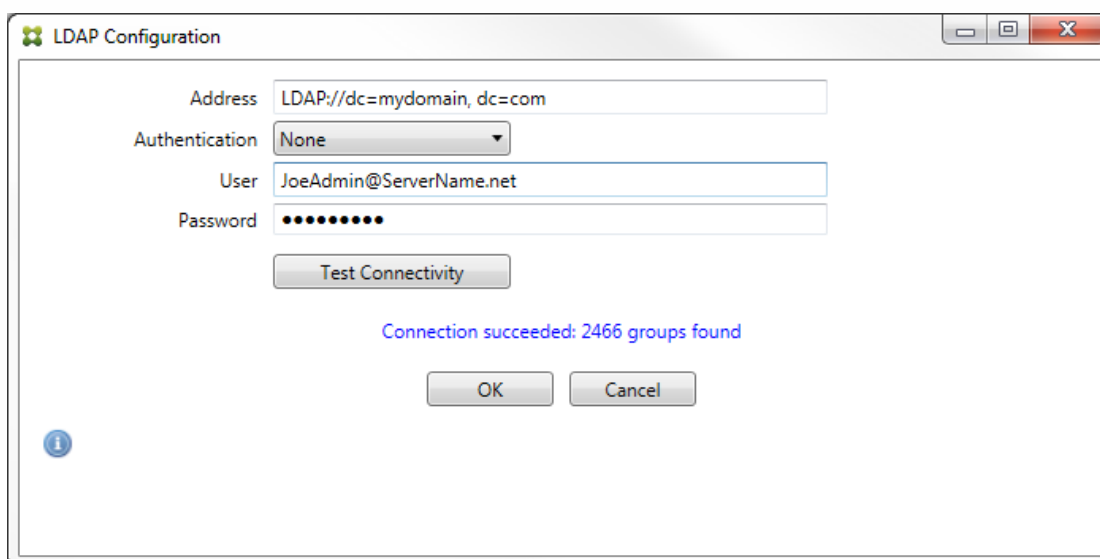 LDAP Configuration
Address LDAP://dc=mydomain, dc=com
Authentication None
User JoeAdmin@ServerName.net
Password •••••••••
Test Connectivity
Connection succeeded: 2466 groups found
OK Cancel